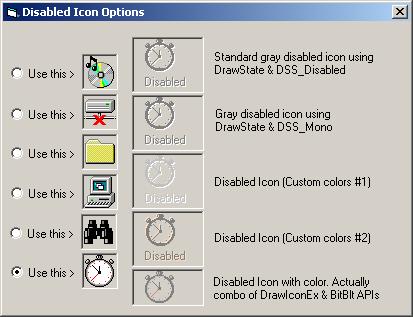 Disabled Icon Options
Use this >
Disabled
Standard gray disabled icon using
DrawState & DSS_Disabled
Use this >
Disabled
Gray disabled icon using
DrawState & DSS_Mono
Use this >
Use this >
Disabled
Disabled Icon (Custom colors #1)
Use this >
Disabled
Disabled Icon (Custom colors #2)
Use this >
Disabled Icon with color. Actually
combo of DrawIconEx & BitBlt APIs